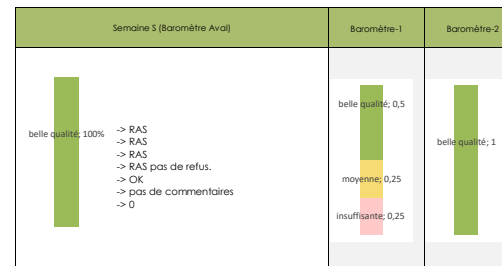 Semaine S (Baromètre Aval)
Baromètre-1
Baromètre-2
belle qualité; 100%
-> RAS
-> RAS
-> RAS
-> RAS pas de refus.
-> OK
-> pas de commentaires
-> 0
belle qualité; 0,5
moyenne; 0,25
insuffisante; 0,25
belle qualité; 1